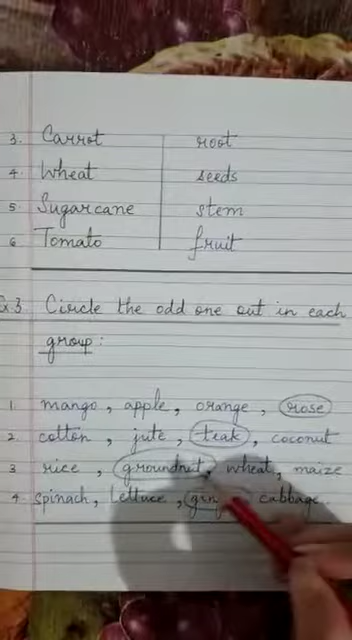 3. Carrot root
4. Wheat seeds
5. Sugarcane stem
6 Tomato fruit
Q.3. Circle the odd one out in each
group :
1. mango, apple, orange, rose
2. cotton, jute, teak, coconut
3 rice, groundnut, wheat, maize
4. spinach, lettuce, cabbage.